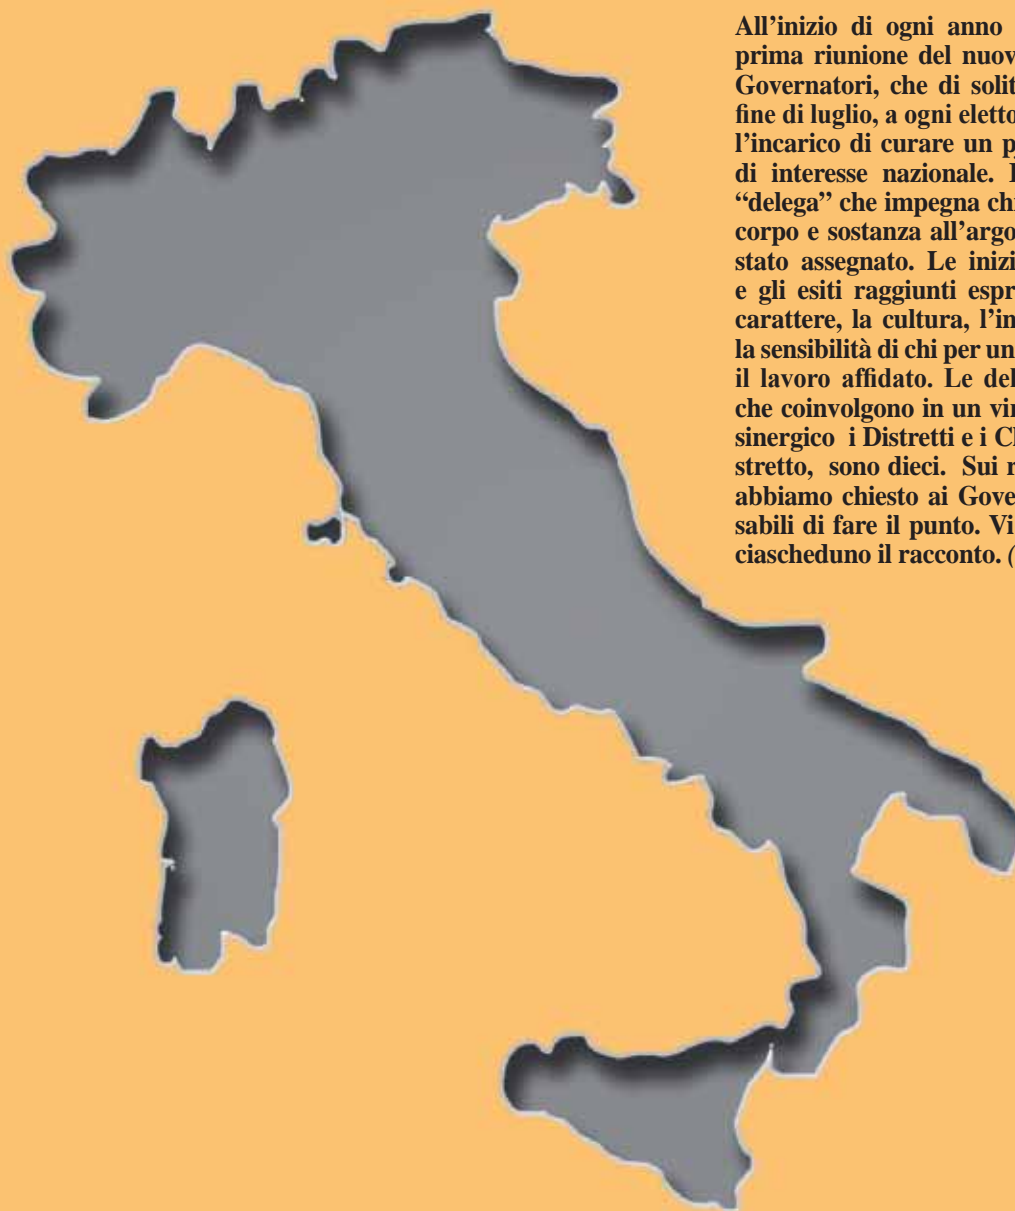 All’inizio di ogni anno
prima riunione del nuov
Governatori, che di solit
fine di luglio, a ogni eletto
l’incarico di curare un p
di interesse nazionale.
“delega” che impegna chi
corpo e sostanza all’argo
stato assegnato. Le inizi
e gli esiti raggiunti espr
carattere, la cultura, l’in
la sensibilità di chi per un
il lavoro affidato. Le del
che coinvolgono in un vin
sinergico i Distretti e i Cl
stretto, sono dieci. Sui r
abbiamo chiesto ai Gove
sabili di fare il punto. Vi
ciascheduno il racconto. (